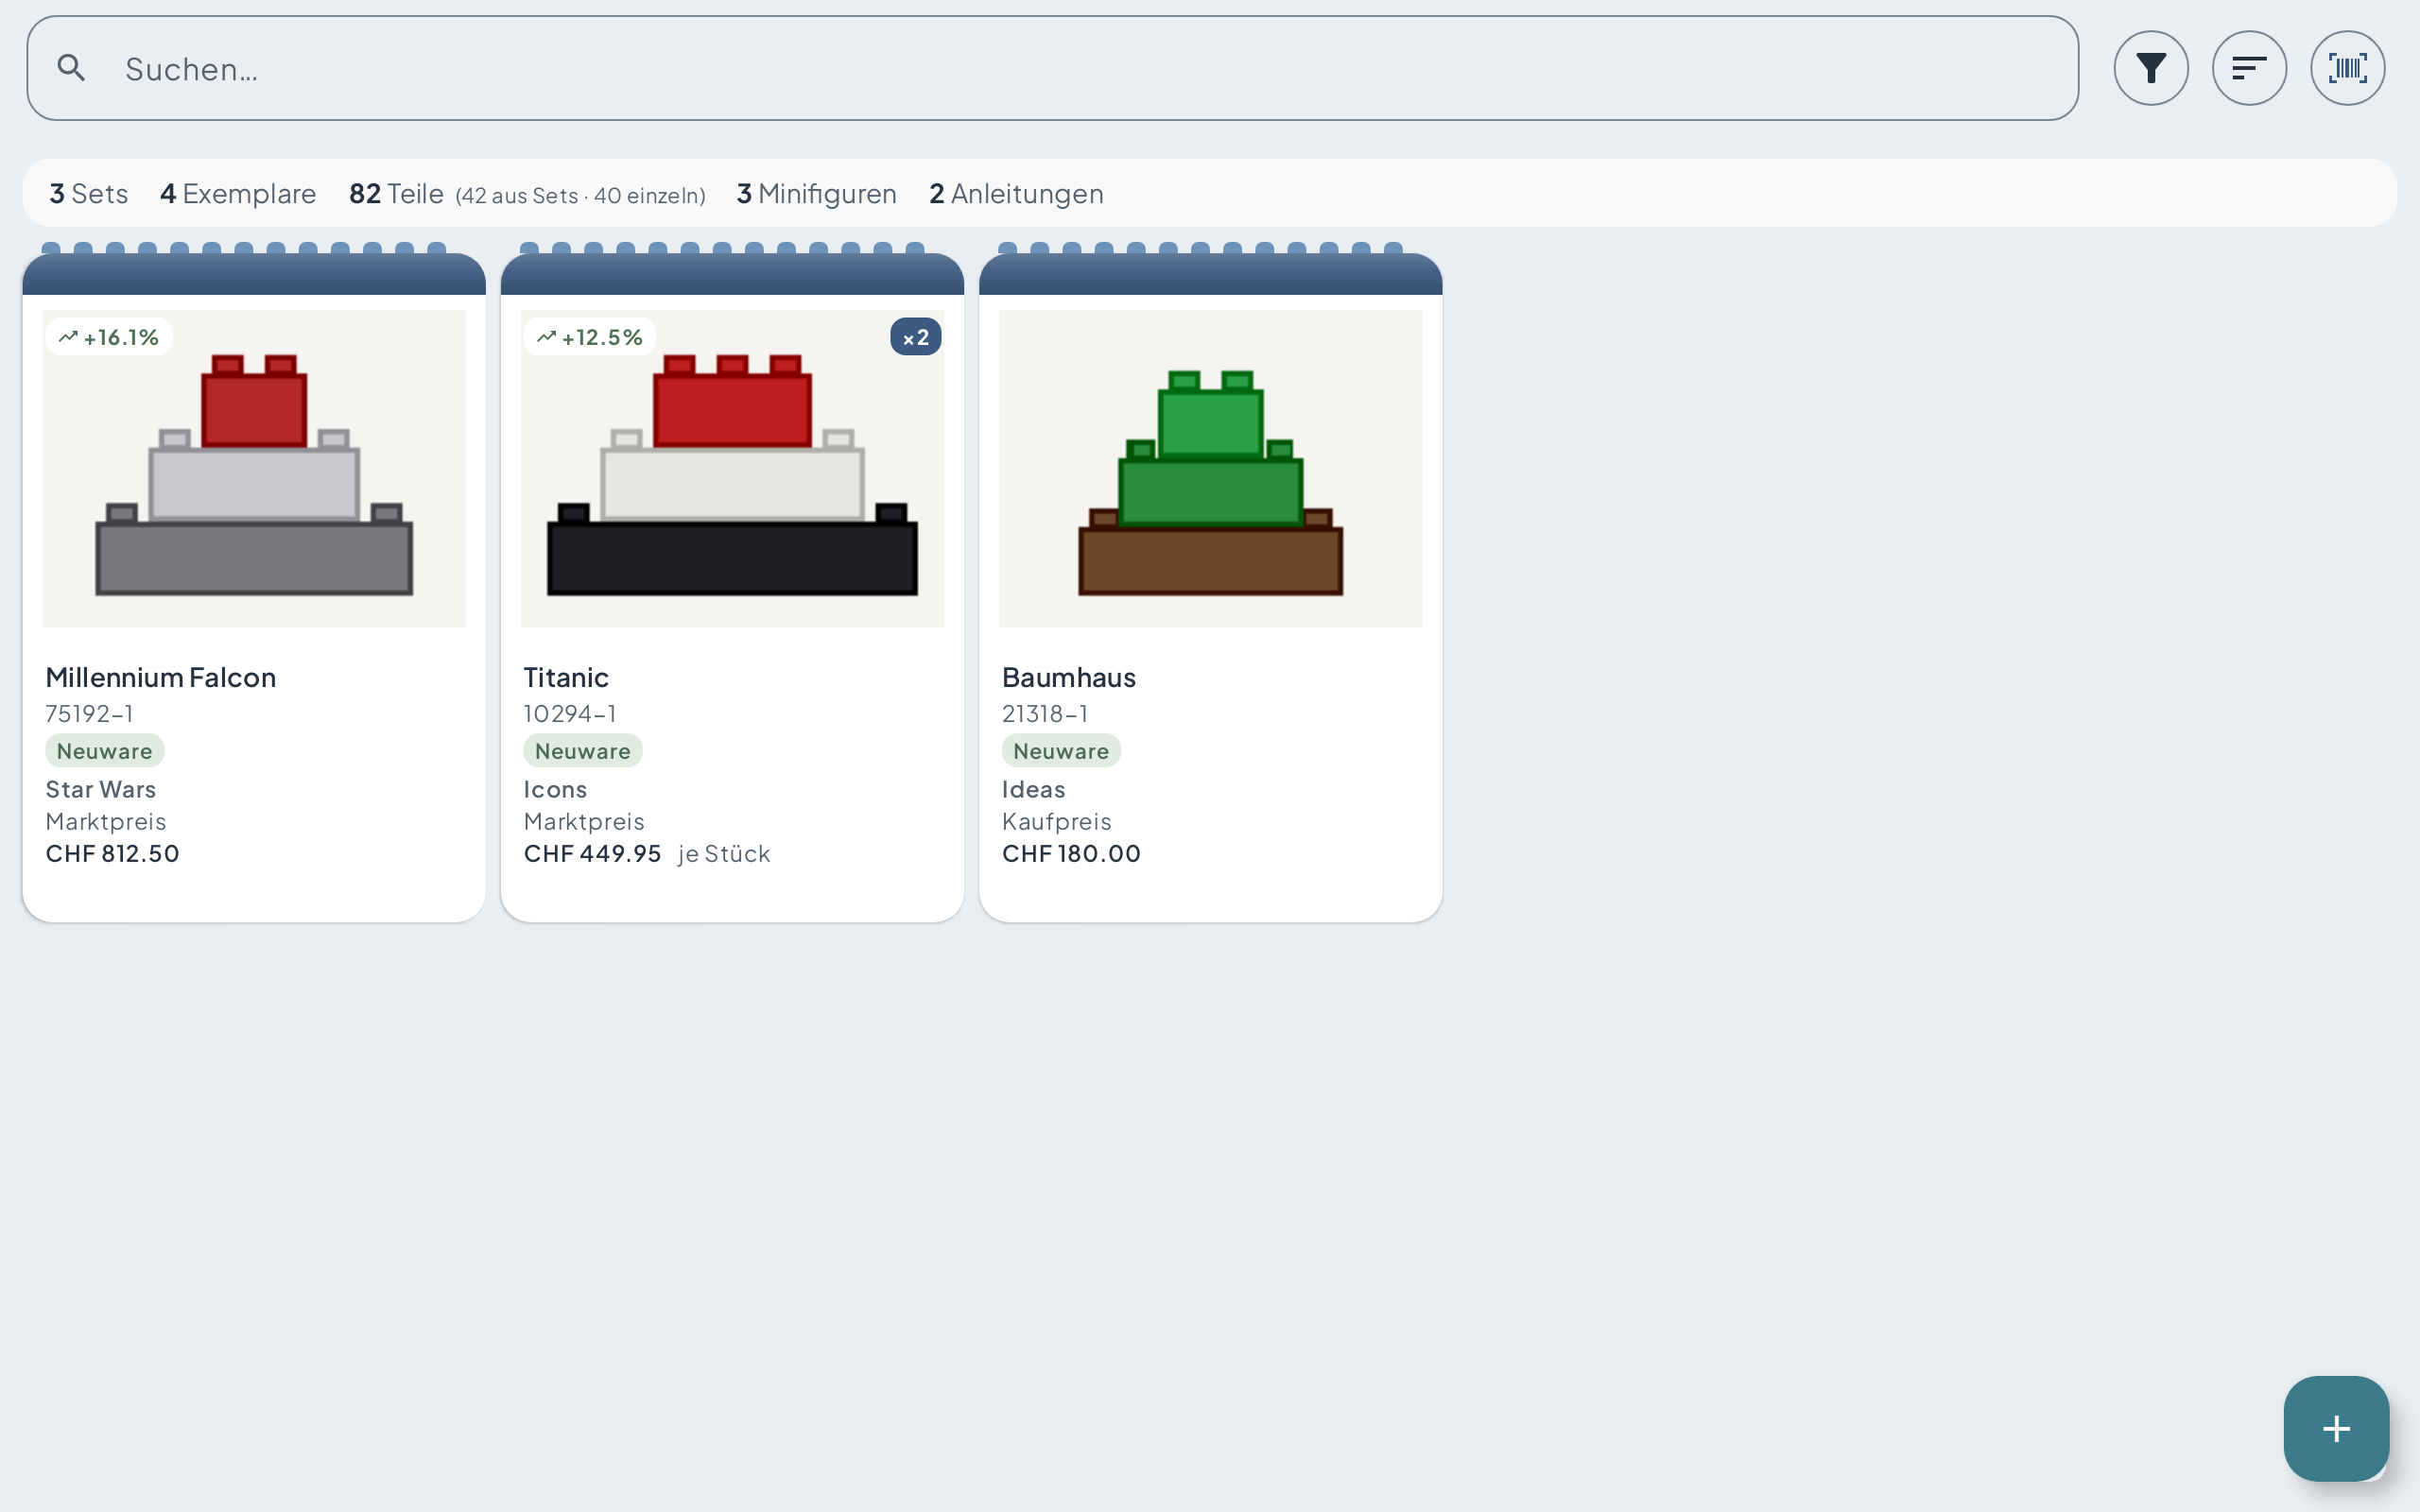 Suchen...
3 Sets 4 Exemplare 82 Teile (42 aus Sets · 40 einzeln) 3 Minifiguren 2 Anleitungen
+16.1%
Millennium Falcon
75192-1
Neuware
Star Wars
Marktpreis
CHF 812.50
+12.5% ×2
Titanic
10294-1
Neuware
Icons
Marktpreis
CHF 449.95 je Stück
Baumhaus
21318-1
Neuware
Ideas
Kaufpreis
CHF 180.00